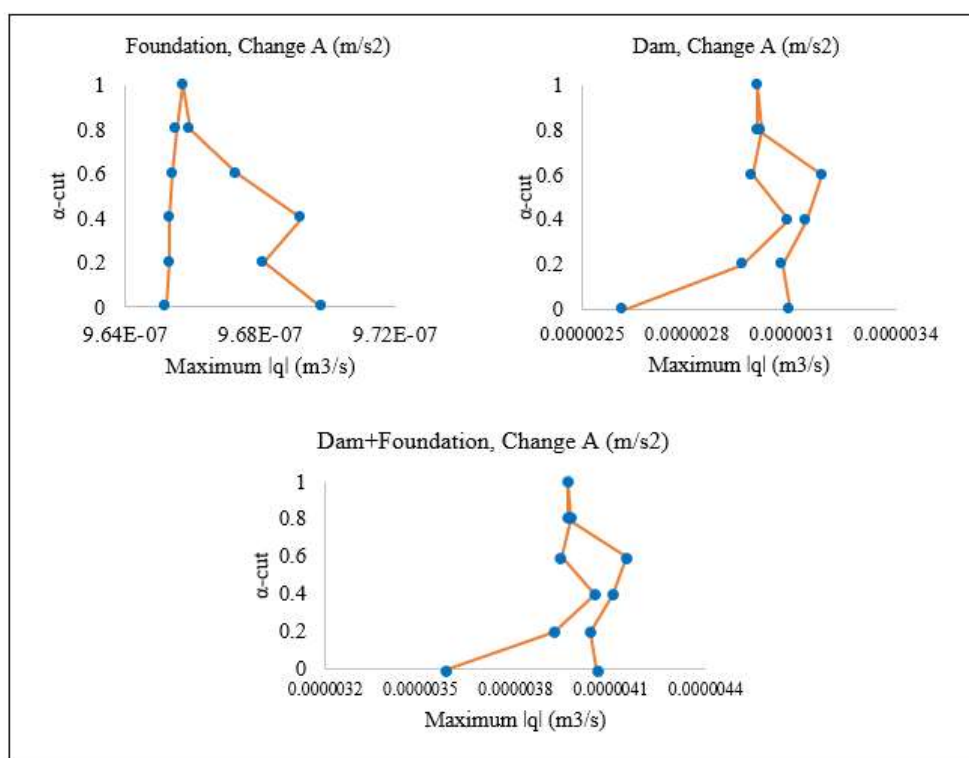 Foundation, Change A (m/s2)
1
0.8
0.6
0.4
0.2
0
α-cut
9.64E-07 9.68E-07 9.72E-07
Maximum |q| (m3/s)
Dam, Change A (m/s2)
1
0.8
0.6
0.4
0.2
0
α-cut
0.0000025 0.0000028 0.0000031 0.0000034
Maximum |q| (m3/s)
Dam+Foundation, Change A (m/s2)
1
0.8
0.6
0.4
0.2
0
α-cut
0.0000032 0.0000035 0.0000038 0.0000041 0.0000044
Maximum |q| (m3/s)